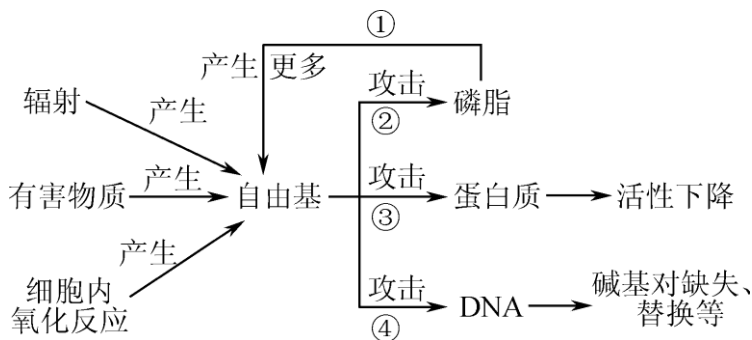 ①
产生 更多
辐射
产生
攻击
②
磷脂
有害物质
产生
自由基
攻击
③
蛋白质
活性下降
产生
细胞内
氧化反应
攻击
④
DNA
碱基对缺失、
替换等